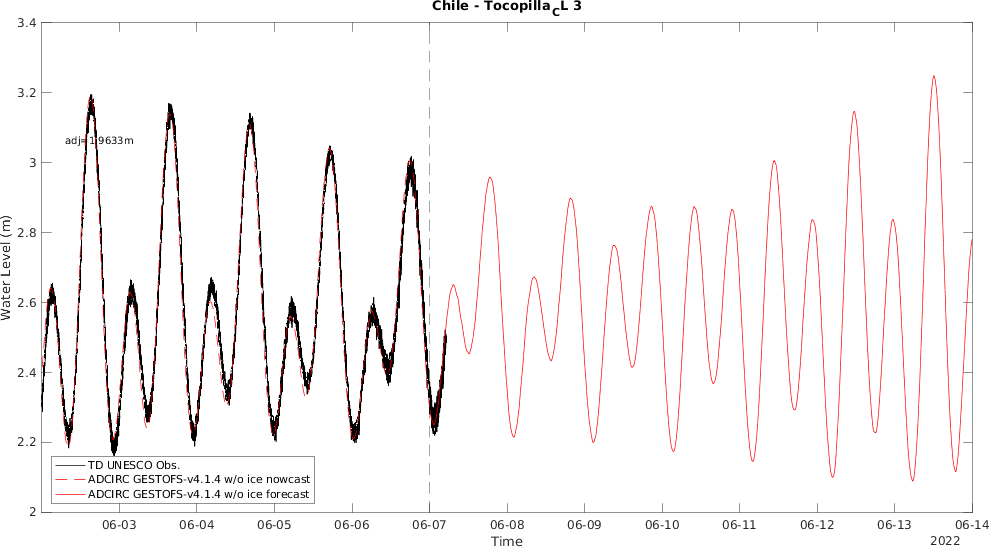 Chile - TocopillaCL 3
3.4
3.2
adj=1.9633m
3
2.8
Water Level (m)
2.6
2.4
2.2
TD UNESCO Obs.
ADCIRC GESTOFS-v4.1.4 w/o ice nowcast
ADCIRC GESTOFS-v4.1.4 w/o ice forecast
2
06-03 06-04 06-05 06-06 06-07 06-08 06-09 06-10 06-11 06-12 06-13 06-14
Time
2022